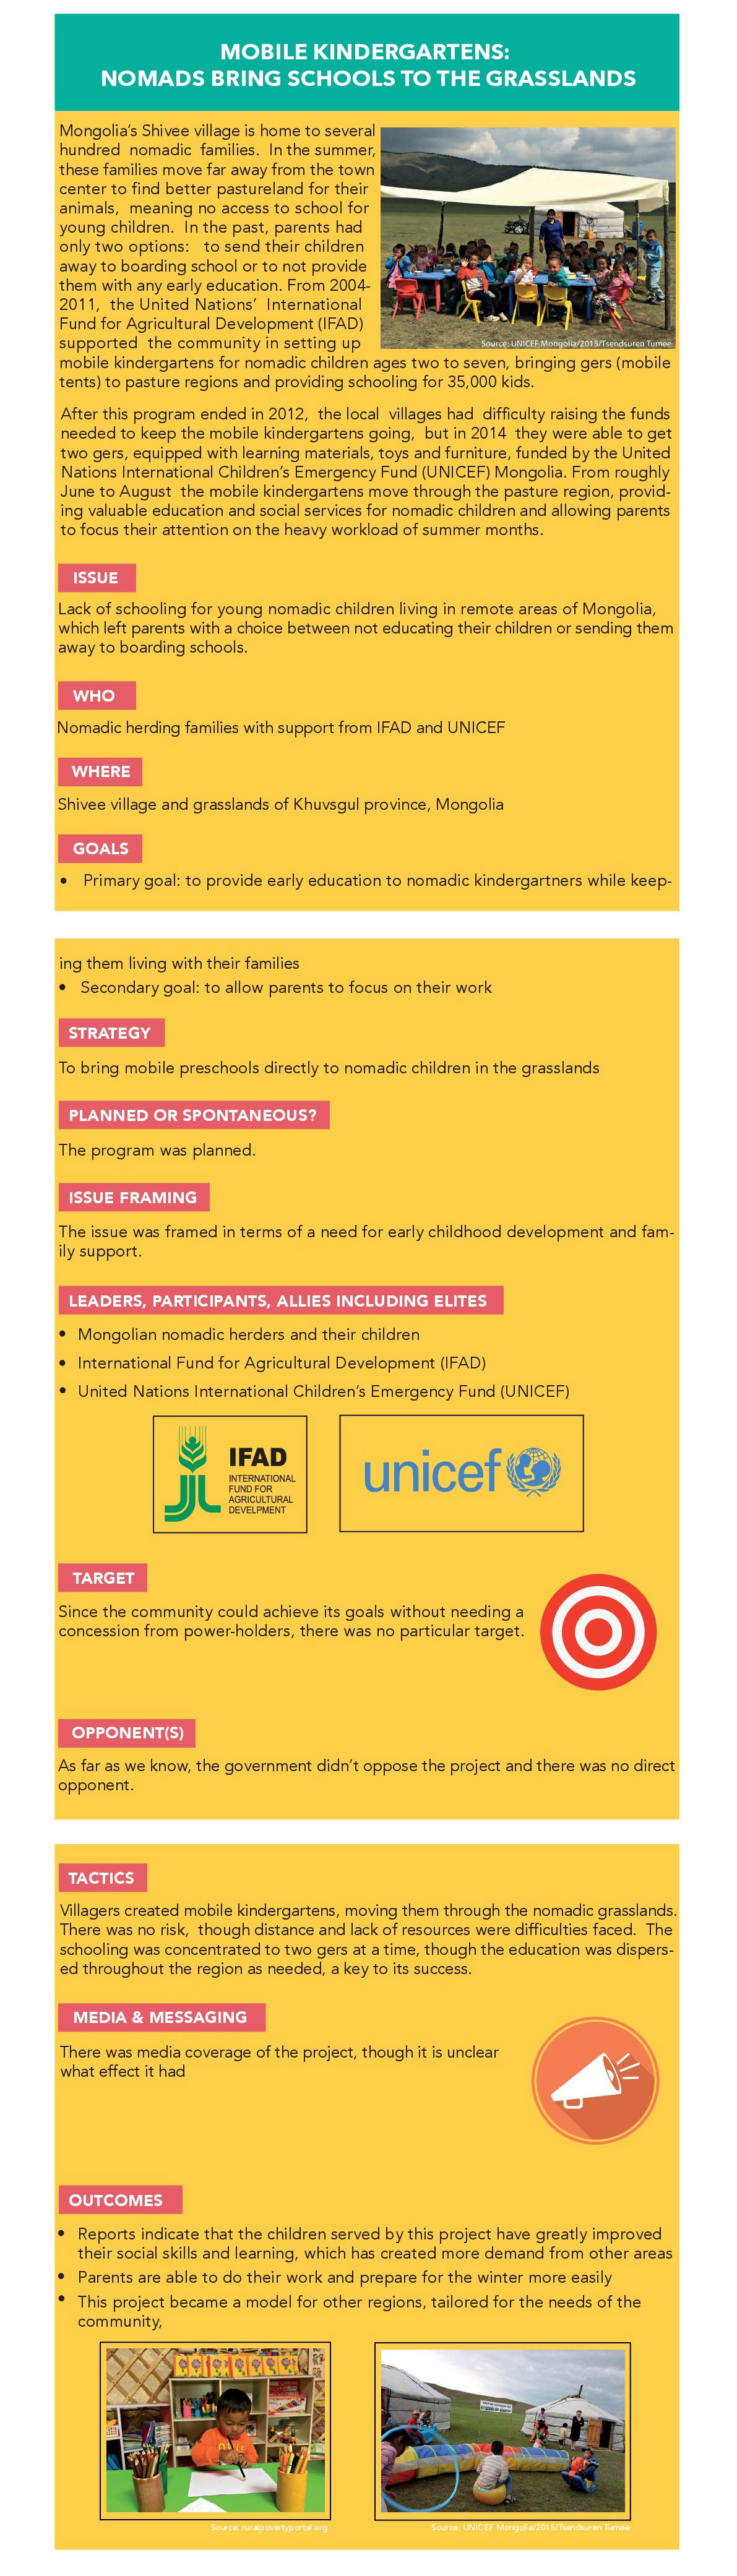 MOBILE KINDERGARTENS:
NOMADS BRING SCHOOLS TO THE GRASSLANDS
Mongolia's Shivee village is home to several
hundred nomadic families. In the summer,
these families move far away from the town
center to find better pastureland for their
animals, meaning no access to school for
young children. In the past, parents had
only two options: to send their children
away to boarding school or to not provide
them with any early education. From 2004-
2011, the United Nations' International
Fund for Agricultural Development (IFAD)
supported the community in setting up
mobile kindergartens for nomadic children ages two to seven, bringing gers (mobile
tents) to pasture regions and providing schooling for 35,000 kids.
Source: UNICEF Mongolia/2015/Tsendsuren Tumee
After this program ended in 2012, the local villages had difficulty raising the funds
needed to keep the mobile kindergartens going, but in 2014 they were able to get
two gers, equipped with learning materials, toys and furniture, funded by the United
Nations International Children's Emergency Fund (UNICEF) Mongolia. From roughly
June to August the mobile kindergartens move through the pasture region, provid-
ing valuable education and social services for nomadic children and allowing parents
to focus their attention on the heavy workload of summer months.
ISSUE
Lack of schooling for young nomadic children living in remote areas of Mongolia,
which left parents with a choice between not educating their children or sending them
away to boarding schools.
WHO
Nomadic herding families with support from IFAD and UNICEF
WHERE
Shivee village and grasslands of Khuvsgul province, Mongolia
GOALS
• Primary goal: to provide early education to nomadic kindergartners while keep-
ing them living with their families
• Secondary goal: to allow parents to focus on their work
STRATEGY
To bring mobile preschools directly to nomadic children in the grasslands
PLANNED OR SPONTANEOUS?
The program was planned.
ISSUE FRAMING
The issue was framed in terms of a need for early childhood development and fam-
ily support.
LEADERS, PARTICIPANTS, ALLIES INCLUDING ELITES
• Mongolian nomadic herders and their children
• International Fund for Agricultural Development (IFAD)
• United Nations International Children's Emergency Fund (UNICEF)
IFAD
INTERNATIONAL
FUND FOR
AGRICULTURAL
DEVELPMENT
unicef
TARGET
Since the community could achieve its goals without needing a
concession from power-holders, there was no particular target.
OPPONENT(S)
As far as we know, the government didn't oppose the project and there was no direct
opponent.
TACTICS
Villagers created mobile kindergartens, moving them through the nomadic grasslands.
There was no risk, though distance and lack of resources were difficulties faced. The
schooling was concentrated to two gers at a time, though the education was dispers-
ed throughout the region as needed, a key to its success.
MEDIA & MESSAGING
There was media coverage of the project, though it is unclear
what effect it had
OUTCOMES
• Reports indicate that the children served by this project have greatly improved
their social skills and learning, which has created more demand from other areas
• Parents are able to do their work and prepare for the winter more easily
• This project became a model for other regions, tailored for the needs of the
community,
Source: ruralpovertyportal.org
Source: UNICEF Mongolia/2015/Tsendsuren Tumee